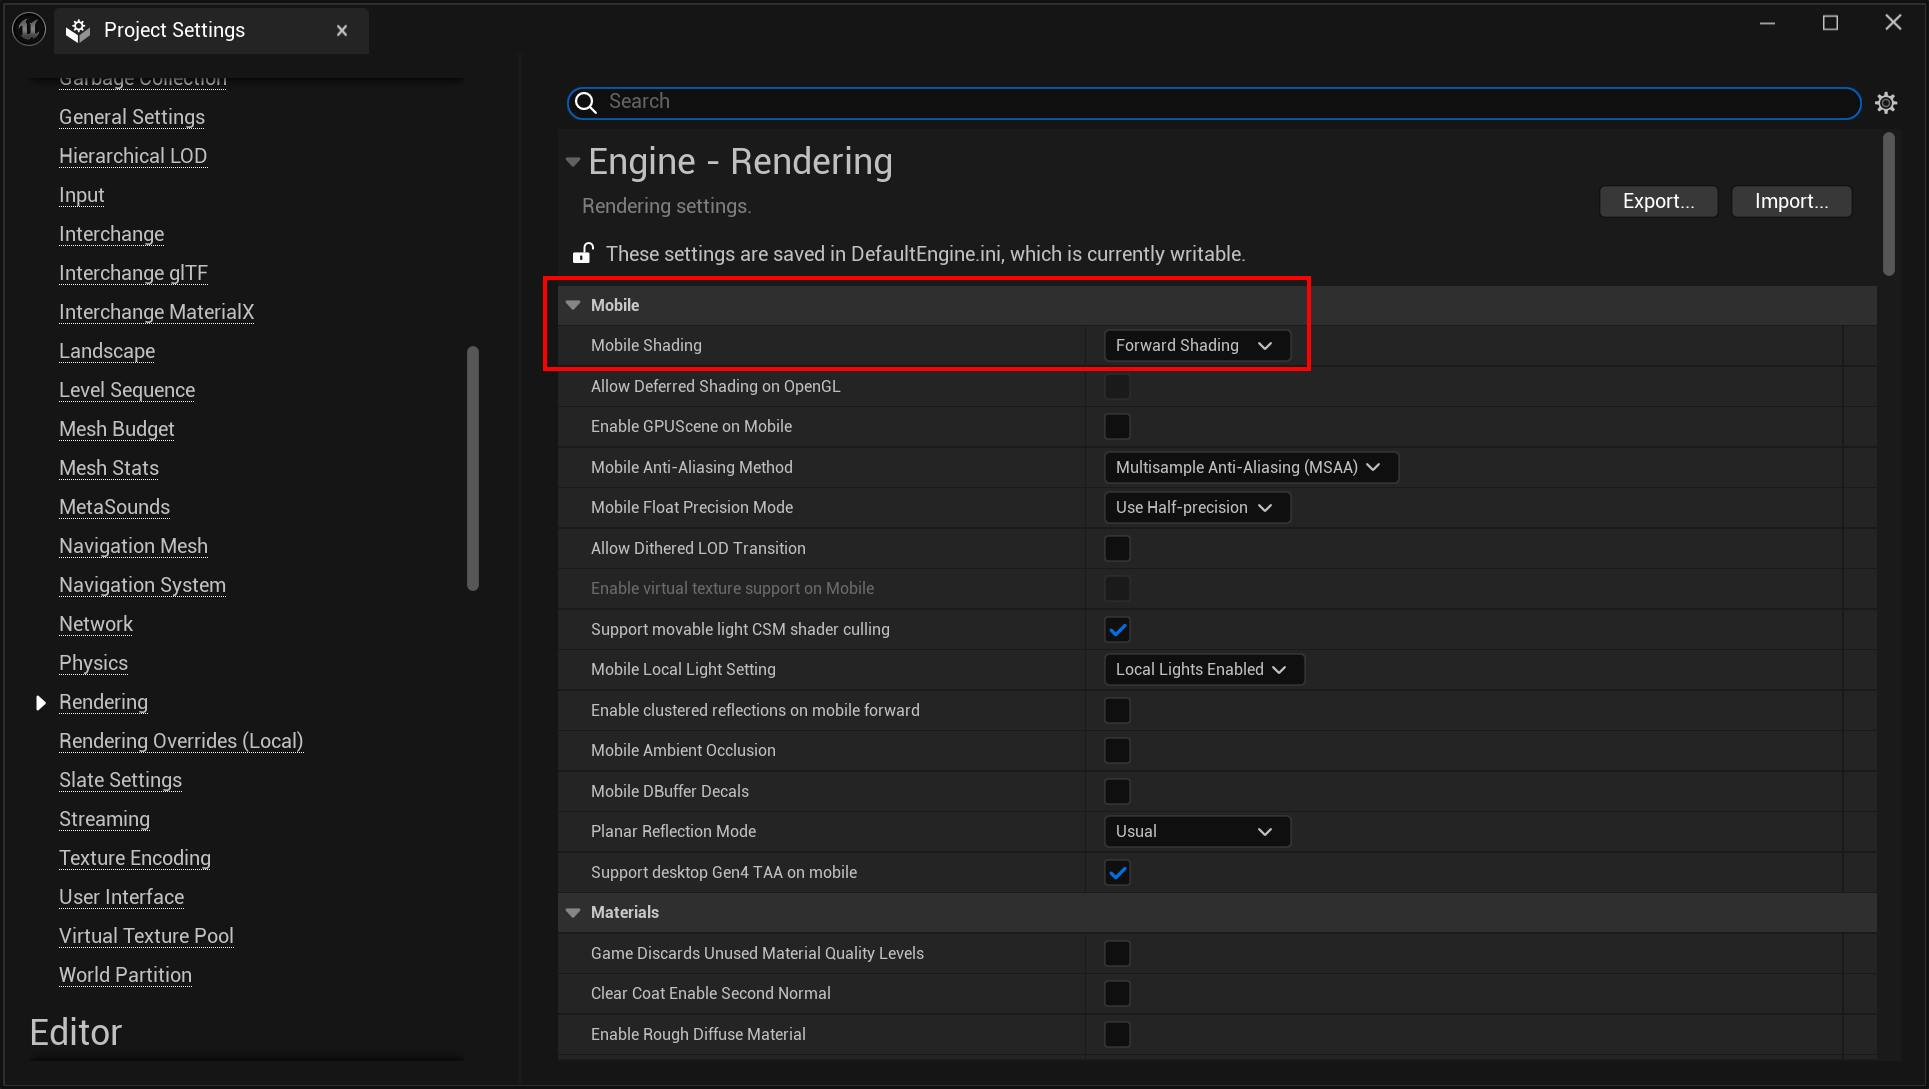 Project Settings
Garbage Collection
General Settings
Hierarchical LOD
Input
Interchange
Interchange glTF
Interchange MaterialX
Landscape
Level Sequence
Mesh Budget
Mesh Stats
MetaSounds
Navigation Mesh
Navigation System
Network
Physics
Rendering
Rendering Overrides (Local)
Slate Settings
Streaming
Texture Encoding
User Interface
Virtual Texture Pool
World Partition
Editor
Search
Engine - Rendering
Rendering settings.
Export...
Import...
These settings are saved in DefaultEngine.ini, which is currently writable.
Mobile
Mobile Shading Forward Shading
Allow Deferred Shading on OpenGL
Enable GPUScene on Mobile
Mobile Anti-Aliasing Method Multisample Anti-Aliasing (MSAA)
Mobile Float Precision Mode Use Half-precision
Allow Dithered LOD Transition
Enable virtual texture support on Mobile
Support movable light CSM shader culling
Mobile Local Light Setting Local Lights Enabled
Enable clustered reflections on mobile forward
Mobile Ambient Occlusion
Mobile DBuffer Decals
Planar Reflection Mode Usual
Support desktop Gen4 TAA on mobile
Materials
Game Discards Unused Material Quality Levels
Clear Coat Enable Second Normal
Enable Rough Diffuse Material